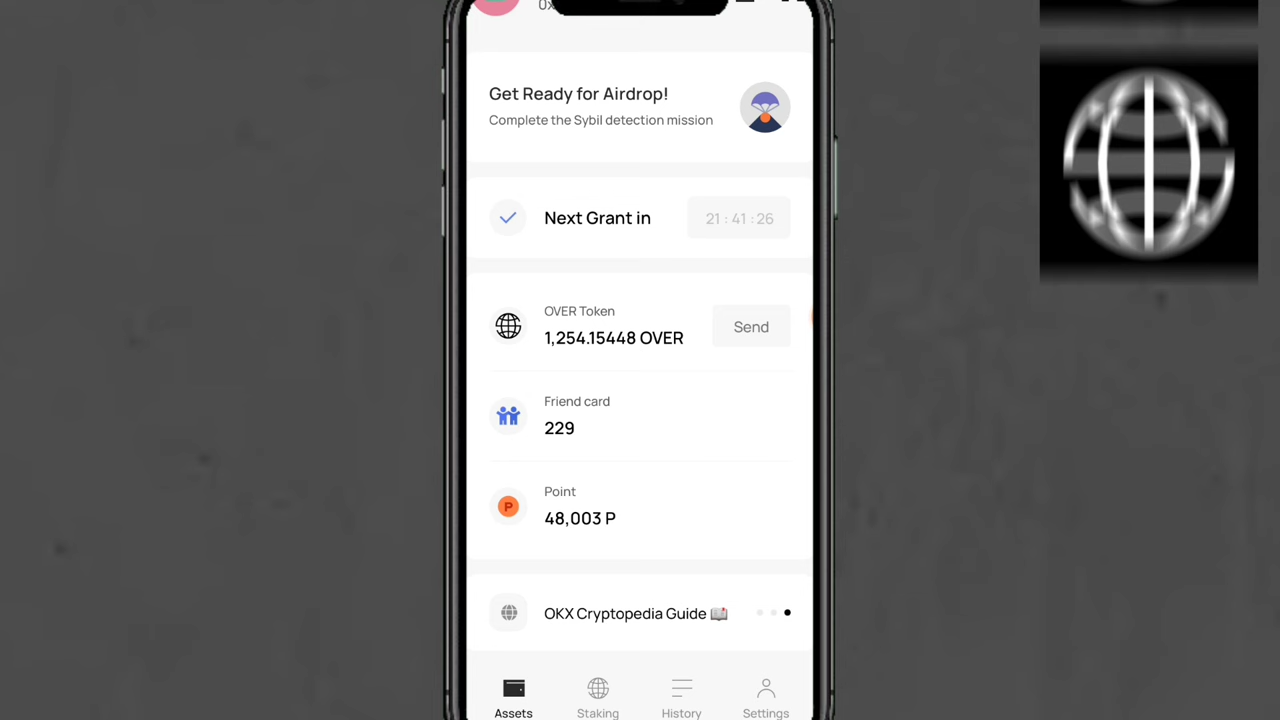 0x
Get Ready for Airdrop!
Complete the Sybil detection mission
Next Grant in
21 : 41 : 26
OVER Token
1,254.15448 OVER
Send
Friend card
229
P
Point
48,003 P
OKX Cryptopedia Guide 📖
Assets
Staking
History
Settings